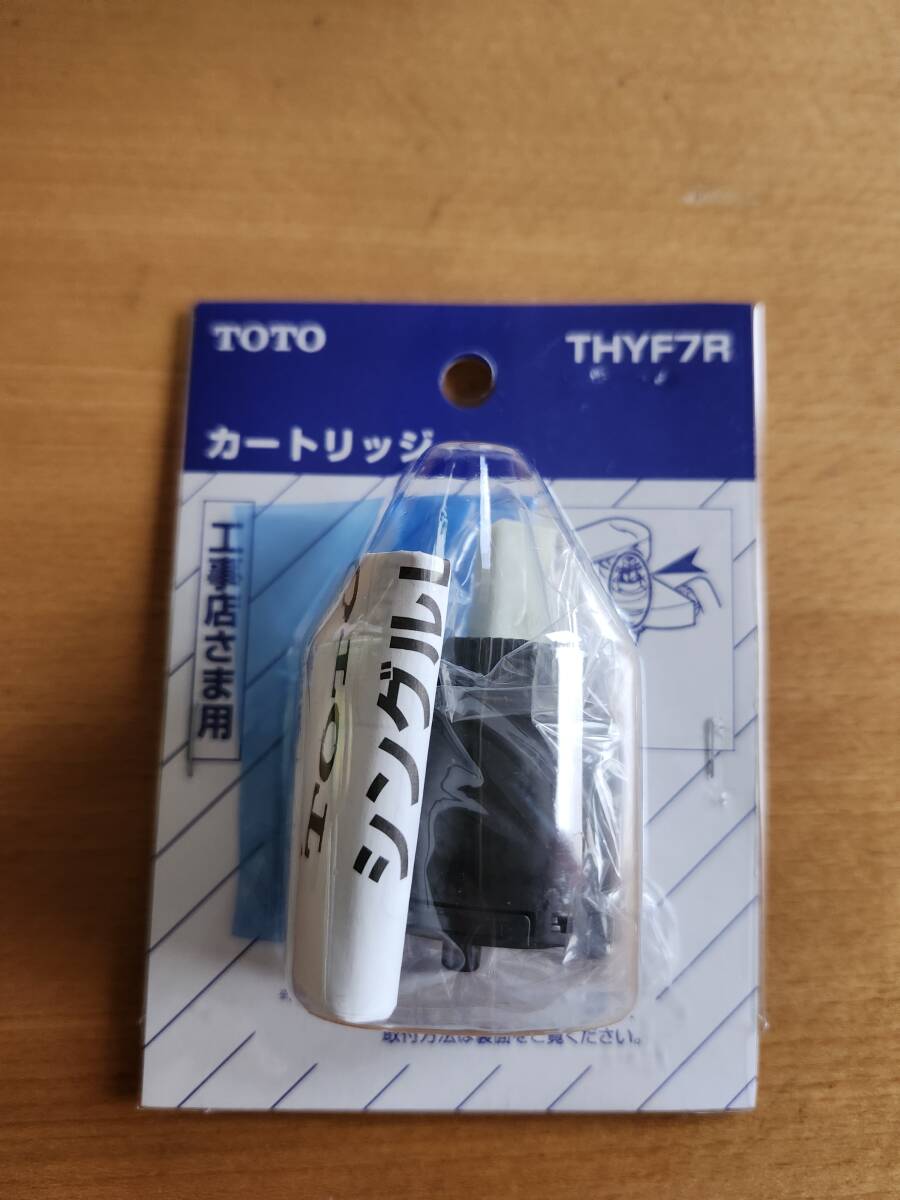 TOTO
THYF7R
カートリッジ
工事店さま用
TOTO
シングルレ
取付方法は裏面をご覧ください。